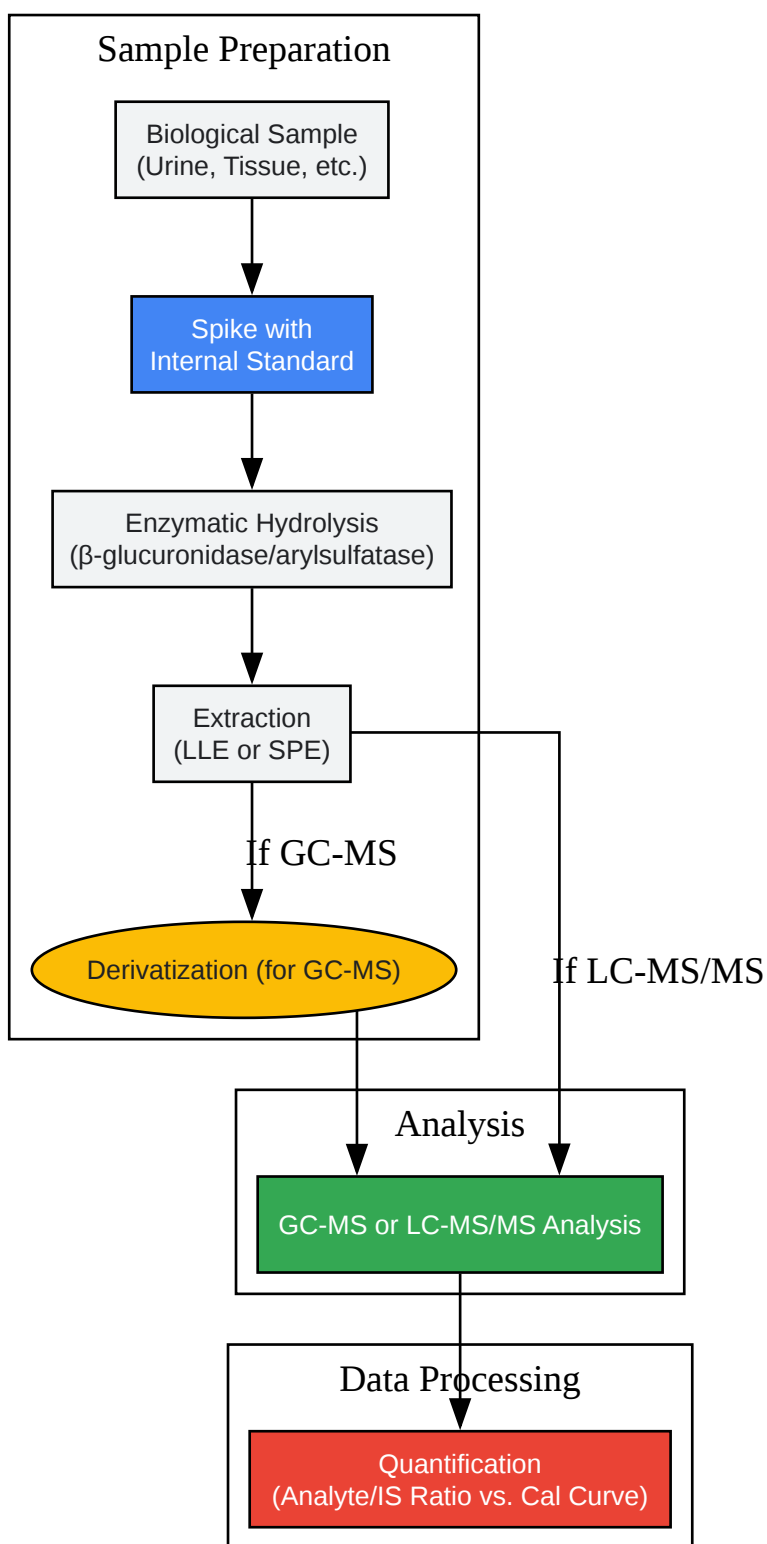 Sample Preparation
Biological Sample
(Urine, Tissue, etc.)
Spike with
Internal Standard
Enzymatic Hydrolysis
(β-glucuronidase/arylsulfatase)
Extraction
(LLE or SPE)
If GC-MS
Derivatization (for GC-MS)
If LC-MS/MS
Analysis
GC-MS or LC-MS/MS Analysis
Data Processing
Quantification
(Analyte/IS Ratio vs. Cal Curve)